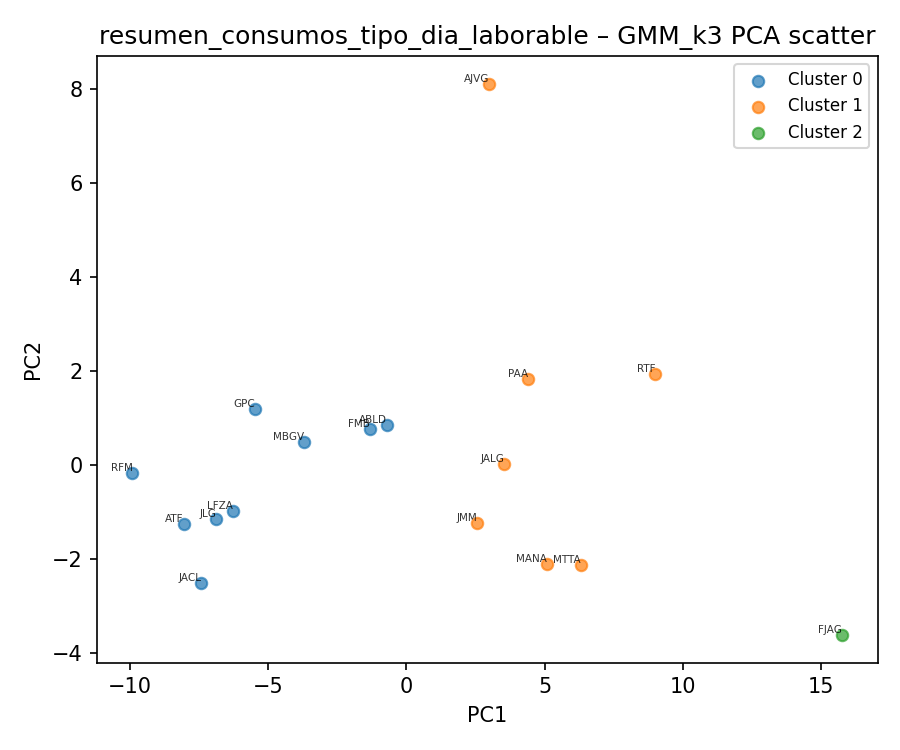 resumen_consumos_tipo_dia_laborable – GMM_k3 PCA scatter
Cluster 0
Cluster 1
Cluster 2
PC2
8
6
4
2
0
−2
−4
AJVG
PAA
RTF
GPC
ABLD
FMB
MBGV
JALG
RFM
LFZA
JLG
ATF
JMM
JACL
MANA
MTTA
FJAG
−10
−5
0
5
10
15
PC1